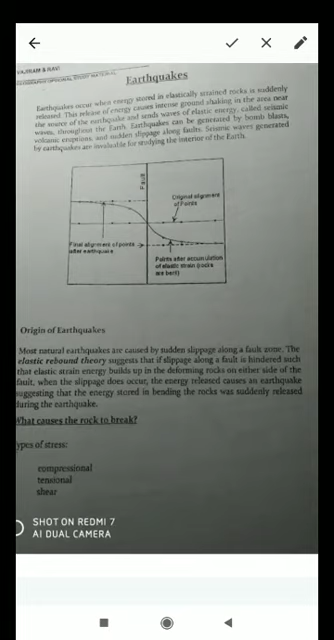 VAJIRAM & RAVI
GEOGRAPHY OPTIONAL STUDY MATERIAL
Earthquakes
Earthquakes occur when energy stored in elastically strained rocks is suddenly
released. This release of energy causes intense ground shaking in the area near
the source of the earthquake and sends waves of elastic energy, called seismic
waves, throughout the Earth. Earthquakes can be generated by bomb blasts,
volcanic eruptions, and sudden slippage along faults. Seismic waves generated
by earthquakes are invaluable for studying the interior of the Earth.
Fault
Original alignment
of Points
Final alignment of points
after earthquake
Points after accumulation
of elastic strain (rocks
are bent)
Origin of Earthquakes
Most natural earthquakes are caused by sudden slippage along a fault zone. The
elastic rebound theory suggests that if slippage along a fault is hindered such
that elastic strain energy builds up in the deforming rocks on either side of the
fault, when the slippage does occur, the energy released causes an earthquake
suggesting that the energy stored in bending the rocks was suddenly released
during the earthquake.
What causes the rock to break?
ypes of stress:
compressional
tensional
shear
SHOT ON REDMI 7
AI DUAL CAMERA